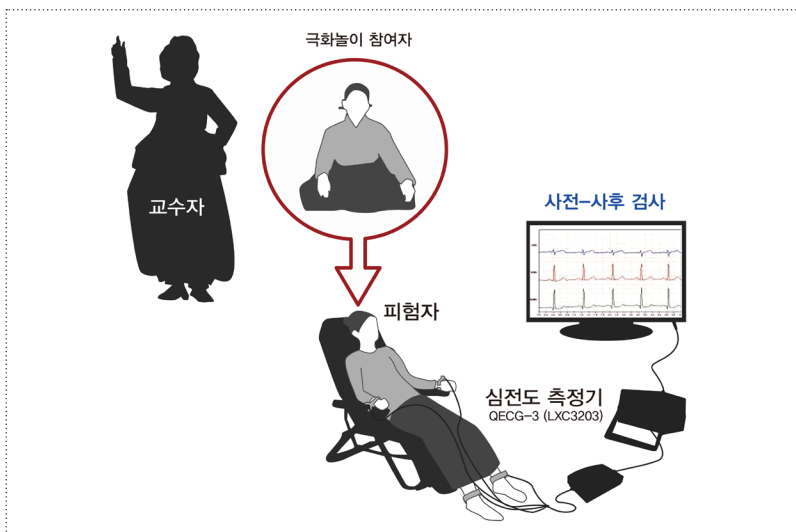 극화놀이 참여자
교수자
사전-사후 검사
피험자
심전도 측정기
QECG-3 (LXC3203)